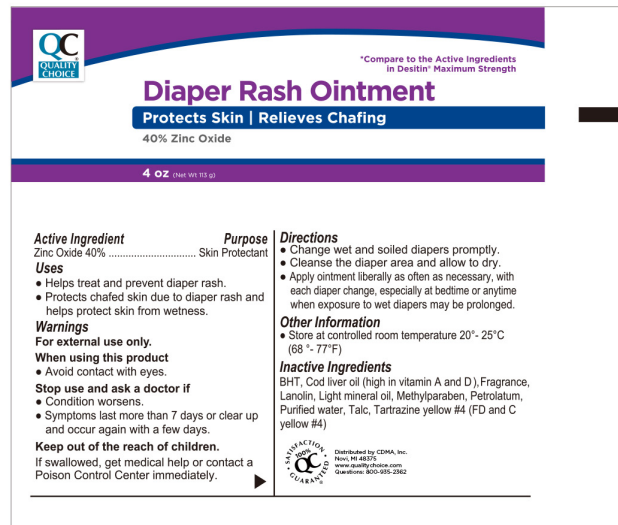 QC
QUALITY
CHOICE
*Compare to the Active Ingredients
in Desitin® Maximum Strength
Diaper Rash Ointment
Protects Skin | Relieves Chafing
40% Zinc Oxide
4 oz (Net Wt 113 g)
Active Ingredient Purpose
Zinc Oxide 40% ............................... Skin Protectant
Uses
● Helps treat and prevent diaper rash.
● Protects chafed skin due to diaper rash and
helps protect skin from wetness.
Warnings
For external use only.
When using this product
● Avoid contact with eyes.
Stop use and ask a doctor if
● Condition worsens.
● Symptoms last more than 7 days or clear up
and occur again with a few days.
Keep out of the reach of children.
If swallowed, get medical help or contact a
Poison Control Center immediately.
Directions
● Change wet and soiled diapers promptly.
● Cleanse the diaper area and allow to dry.
● Apply ointment liberally as often as necessary, with
each diaper change, especially at bedtime or anytime
when exposure to wet diapers may be prolonged.
Other Information
● Store at controlled room temperature 20°- 25°C
(68 °- 77°F)
Inactive Ingredients
BHT, Cod liver oil (high in vitamin A and D), Fragrance,
Lanolin, Light mineral oil, Methylparaben, Petrolatum,
Purified water, Talc, Tartrazine yellow #4 (FD and C
yellow #4)
SATISFACTION
100%
QC
GUARANTEED
Distributed by CDMA, Inc.
Novi, MI 48375
www.qualitychoice.com
Questions: 800-935-2362